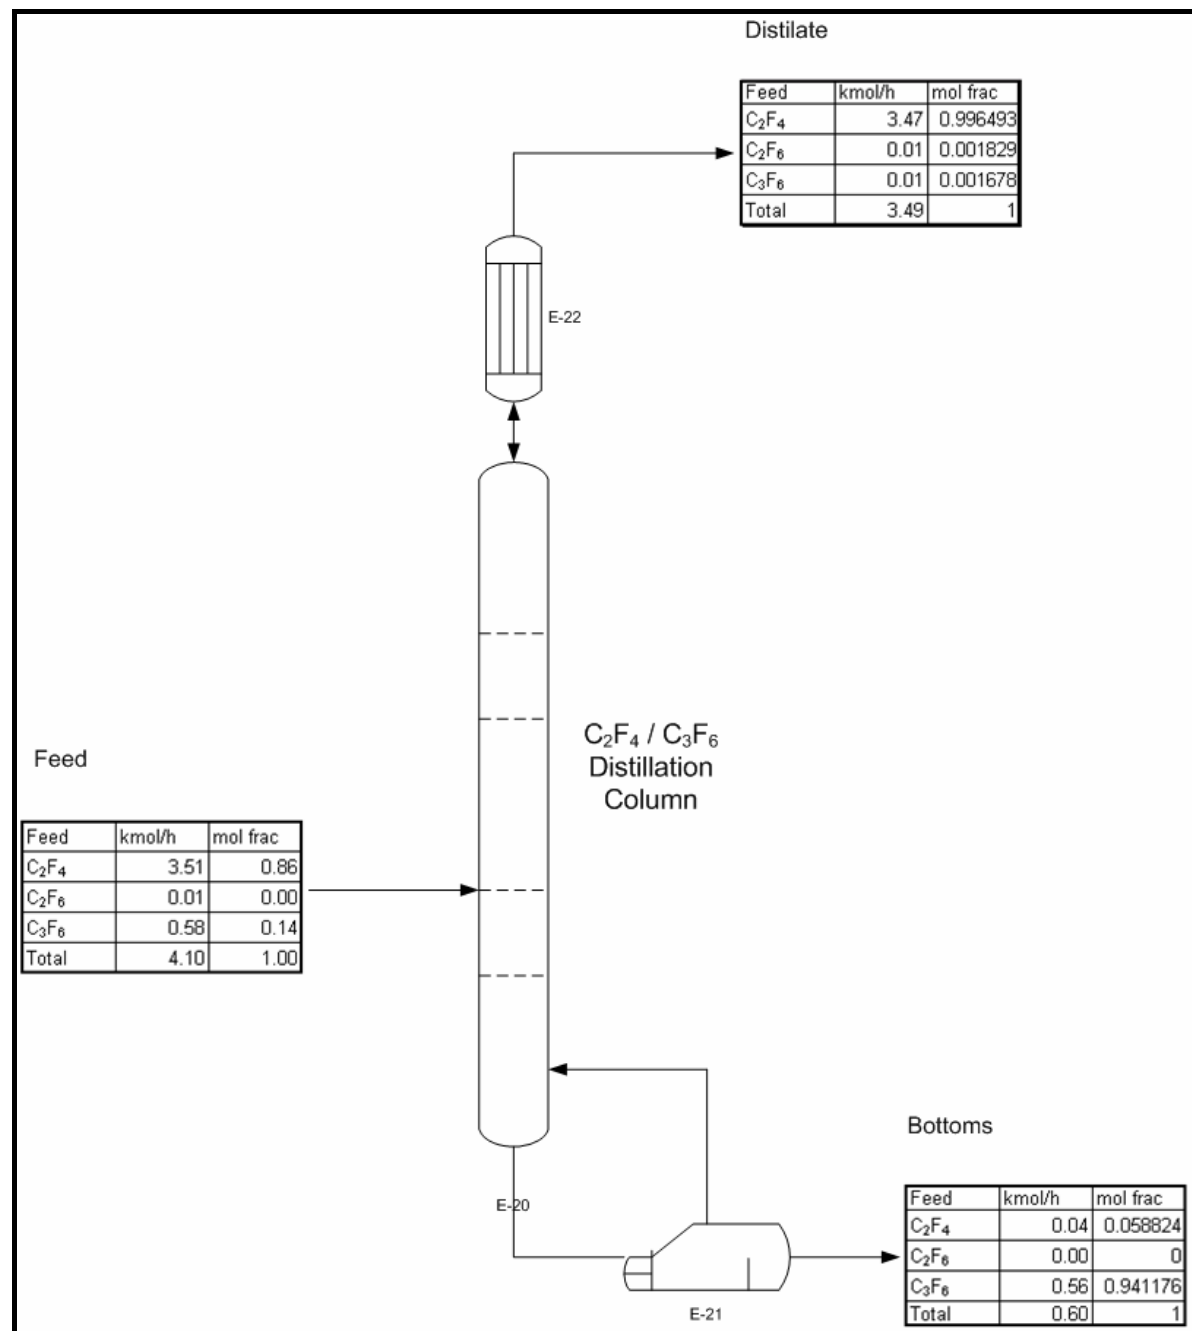 Distilate
Feed kmol/h mol frac
C₂F₄ 3.47 0.996493
C₂F₆ 0.01 0.001829
C₃F₆ 0.01 0.001678
Total 3.49 1
E-22
C₂F₄ / C₃F₆
Distillation
Column
Feed
Feed kmol/h mol frac
C₂F₄ 3.51 0.86
C₂F₆ 0.01 0.00
C₃F₆ 0.58 0.14
Total 4.10 1.00
E-20
E-21
Bottoms
Feed kmol/h mol frac
C₂F₄ 0.04 0.058824
C₂F₆ 0.00 0
C₃F₆ 0.56 0.941176
Total 0.60 1